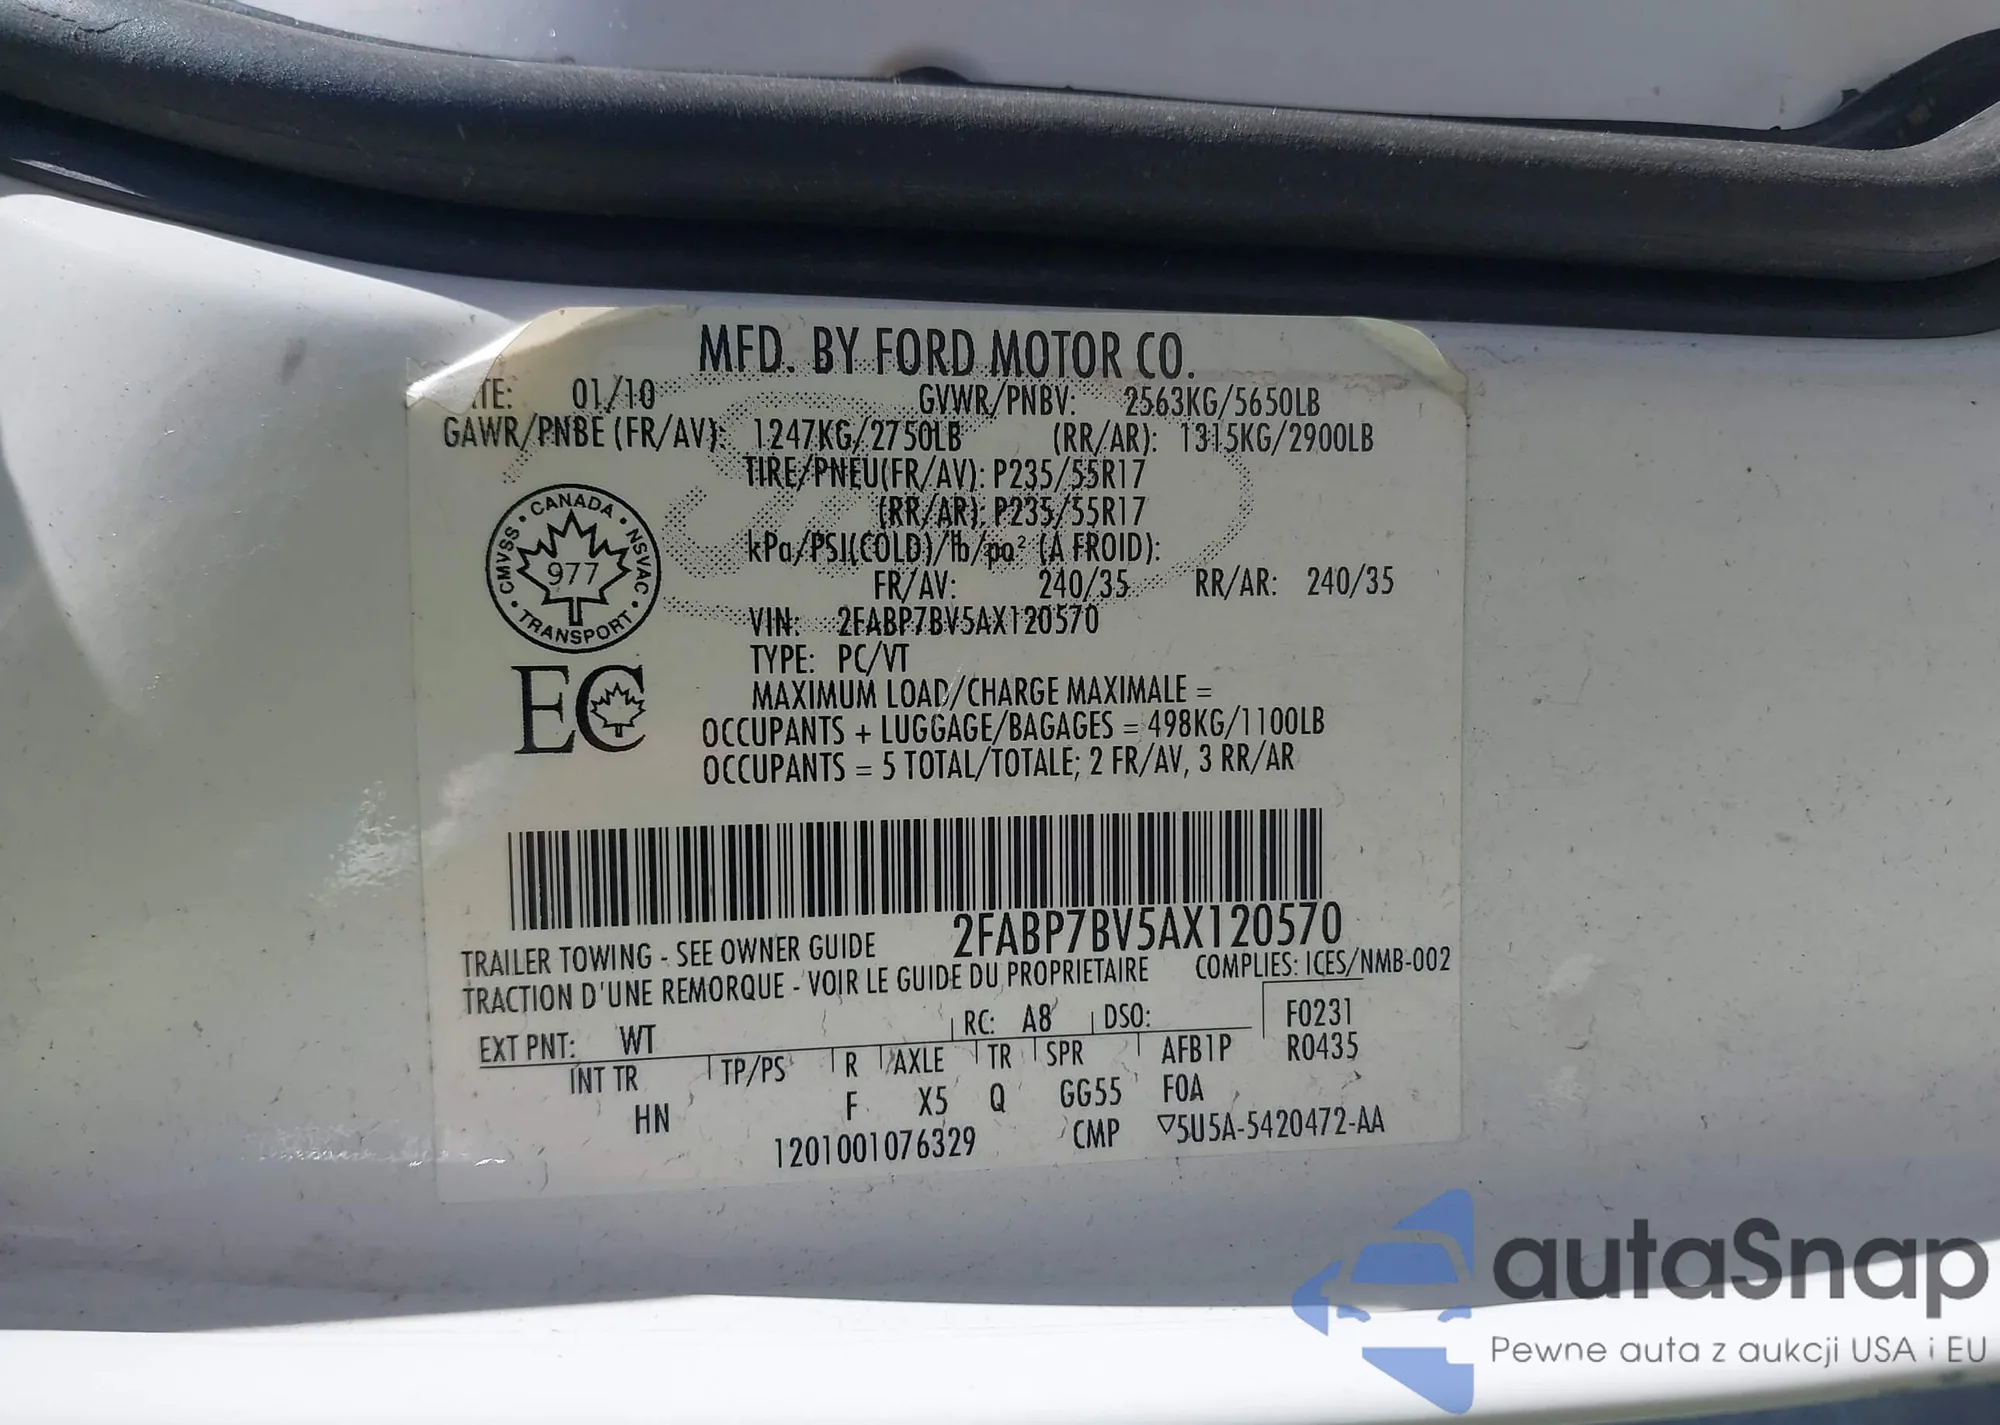 MFD. BY FORD MOTOR CO.
TE: 01/10 GVWR/PNBV: 2563KG/5650LB
GAWR/PNBE (FR/AV): 1247KG/2750LB (RR/AR): 1315KG/2900LB
TIRE/PNEU(FR/AV): P235/55R17
(RR/AR): P235/55R17
kPa/PSI(COLD)/lb/po² (A FROID):
FR/AV: 240/35 RR/AR: 240/35
VIN: 2FABP7BV5AX120570
TYPE: PC/VT
MAXIMUM LOAD/CHARGE MAXIMALE =
OCCUPANTS + LUGGAGE/BAGAGES = 498KG/1100LB
OCCUPANTS = 5 TOTAL/TOTALE; 2 FR/AV, 3 RR/AR
CANADA • NSVAC • TRANSPORT • CMVSS •
977
EC
2FABP7BV5AX120570
TRAILER TOWING - SEE OWNER GUIDE
TRACTION D'UNE REMORQUE - VOIR LE GUIDE DU PROPRIETAIRE COMPLIES: ICES/NMB-002
EXT PNT: WT RC: A8 DSO: F0231
INT TR TP/PS R AXLE TR SPR AFB1P R0435
HN F X5 Q GG55 FOA
1201001076329 CMP ▽5U5A-5420472-AA
autaSnap
Pewne auta z aukcji USA i EU